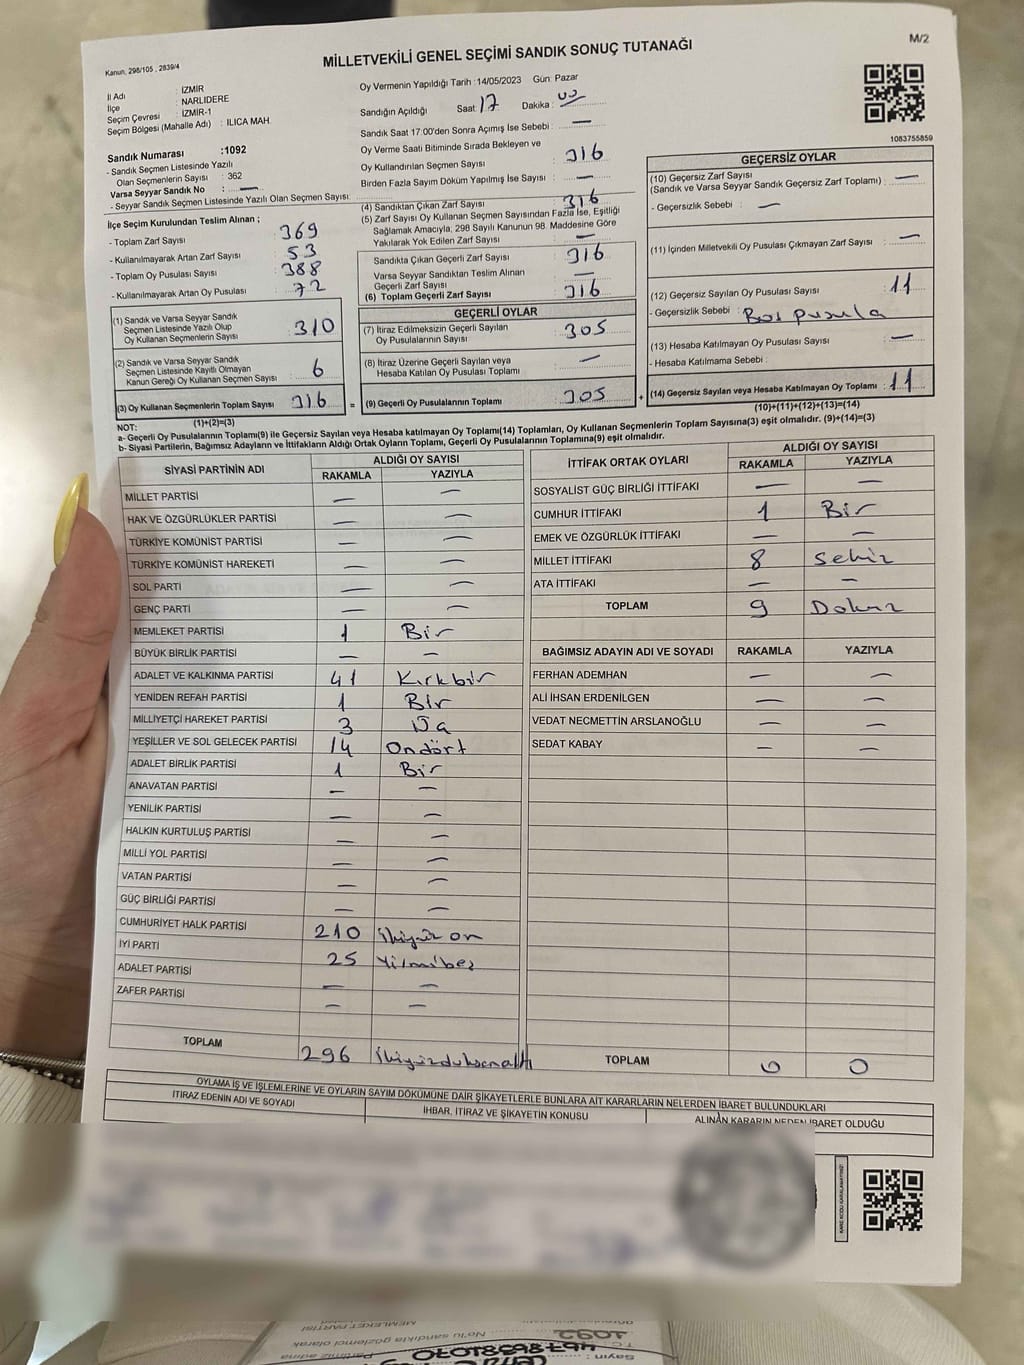 M/2
MİLLETVEKİLİ GENEL SEÇİMİ SANDIK SONUÇ TUTANAĞI
Kanun, 298/105 , 2839/4
İl Adı : İZMİR
İlçe : NARLIDERE
Seçim Çevresi : İZMİR-1
Seçim Bölgesi (Mahalle Adı) : ILICA MAH.
Sandık Numarası :1092
- Sandık Seçmen Listesinde Yazılı
Olan Seçmenlerin Sayısı : 362
Varsa Seyyar Sandık No : —
- Seyyar Sandık Seçmen Listesinde Yazılı Olan Seçmen Sayısı:
İlçe Seçim Kurulundan Teslim Alınan ;
- Toplam Zarf Sayısı 369
- Kullanılmayarak Artan Zarf Sayısı 53
- Toplam Oy Pusulası Sayısı 388
- Kullanılmayarak Artan Oy Pusulası 72
(1) Sandık ve Varsa Seyyar Sandık
Seçmen Listesinde Yazılı Olup
Oy Kullanan Seçmenlerin Sayısı 310
(2) Sandık ve Varsa Seyyar Sandık
Seçmen Listesinde Kayıtlı Olmayan
Kanun Gereği Oy Kullanan Seçmen Sayısı 6
(3) Oy Kullanan Seçmenlerin Toplam Sayısı 316 =
(1)+(2)=(3)
Oy Vermenin Yapıldığı Tarih :14/05/2023 Gün: Pazar
Sandığın Açıldığı Saat: 17 Dakika : 00
Sandık Saat 17:00'den Sonra Açımış İse Sebebi : —
Oy Verme Saati Bitiminde Sırada Bekleyen ve
Oy Kullandırılan Seçmen Sayısı : 316
Birden Fazla Sayım Döküm Yapılmış İse Sayısı : —
(4) Sandıktan Çıkan Zarf Sayısı : 316
(5) Zarf Sayısı Oy Kullanan Seçmen Sayısından Fazla İse, Eşitliği
Sağlamak Amacıyla, 298 Sayılı Kanunun 98. Maddesine Göre
Yakılarak Yok Edilen Zarf Sayısı —
Sandıkta Çıkan Geçerli Zarf Sayısı 316
Varsa Seyyar Sandıktan Teslim Alınan
Geçerli Zarf Sayısı —
(6) Toplam Geçerli Zarf Sayısı 316
GEÇERLİ OYLAR
(7) İtiraz Edilmeksizin Geçerli Sayılan
Oy Pusulalarının Sayısı : 305
(8) İtiraz Üzerine Geçerli Sayılan veya
Hesaba Katılan Oy Pusulası Toplamı —
(9) Geçerli Oy Pusulalarının Toplamı 305 +
1083755859
GEÇERSİZ OYLAR
(10) Geçersiz Zarf Sayısı
(Sandık ve Varsa Seyyar Sandık Geçersiz Zarf Toplamı) : —
- Geçersizlik Sebebi : —
(11) İçinden Milletvekili Oy Pusulası Çıkmayan Zarf Sayısı : —
(12) Geçersiz Sayılan Oy Pusulası Sayısı : 11
- Geçersizlik Sebebi : Boş pusula
(13) Hesaba Katılmayan Oy Pusulası Sayısı : —
- Hesaba Katılmama Sebebi :
(14) Geçersiz Sayılan veya Hesaba Katılmayan Oy Toplamı : 11
(10)+(11)+(12)+(13)=(14)
NOT:
a- Geçerli Oy Pusulalarının Toplamı(9) ile Geçersiz Sayılan veya Hesaba katılmayan Oy Toplamı(14) Toplamları, Oy Kullanan Seçmenlerin Toplam Sayısına(3) eşit olmalıdır. (9)+(14)=(3)
b- Siyasi Partilerin, Bağımsız Adayların ve İttifakların Aldığı Ortak Oyların Toplamı, Geçerli Oy Pusulalarının Toplamına(9) eşit olmalıdır.
SİYASİ PARTİNİN ADI ALDIĞI OY SAYISI
RAKAMLA YAZIYLA
MİLLET PARTİSİ — —
HAK VE ÖZGÜRLÜKLER PARTİSİ — —
TÜRKİYE KOMÜNİST PARTİSİ — —
TÜRKİYE KOMÜNİST HAREKETİ — —
SOL PARTİ — —
GENÇ PARTİ — —
MEMLEKET PARTİSİ 1 Bir
BÜYÜK BİRLİK PARTİSİ — —
ADALET VE KALKINMA PARTİSİ 41 Kırkbir
YENİDEN REFAH PARTİSİ 1 Bir
MİLLİYETÇİ HAREKET PARTİSİ 3 Üç
YEŞİLLER VE SOL GELECEK PARTİSİ 14 Ondört
ADALET BİRLİK PARTİSİ 1 Bir
ANAVATAN PARTİSİ — —
YENİLİK PARTİSİ — —
HALKIN KURTULUŞ PARTİSİ — —
MİLLİ YOL PARTİSİ — —
VATAN PARTİSİ — —
GÜÇ BİRLİĞİ PARTİSİ — —
CUMHURİYET HALK PARTİSİ 210 ikiyüz on
İYİ PARTİ 25 Yirmibeş
ADALET PARTİSİ — —
ZAFER PARTİSİ — —
TOPLAM 296 ikiyüzduksanaltı
İTTİFAK ORTAK OYLARI ALDIĞI OY SAYISI
RAKAMLA YAZIYLA
SOSYALİST GÜÇ BİRLİĞİ İTTİFAKI — —
CUMHUR İTTİFAKI 1 Bir
EMEK VE ÖZGÜRLÜK İTTİFAKI — —
MİLLET İTTİFAKI 8 Sekiz
ATA İTTİFAKI — —
TOPLAM 9 Dokuz
BAĞIMSIZ ADAYIN ADI VE SOYADI RAKAMLA YAZIYLA
FERHAN ADEMHAN — —
ALİ İHSAN ERDENİLGEN — —
VEDAT NECMETTİN ARSLANOĞLU — —
SEDAT KABAY — —
TOPLAM 0 0
OYLAMA İŞ VE İŞLEMLERİNE VE OYLARIN SAYIM DÖKÜMÜNE DAİR ŞİKAYETLERLE BUNLARA AİT KARARLARIN NELERDEN İBARET BULUNDUKLARI
İTİRAZ EDENİN ADI VE SOYADI İHBAR, İTİRAZ VE ŞİKAYETİN KONUSU ALINAN KARARIN NEDEN İBARET OLDUĞU
KARE KODU KARALAMAYINIZ!
MEMLEKET PARTİSİ
1092 No'lu sandıkta gözlemci olarak
Partimiz adına
Sayın :